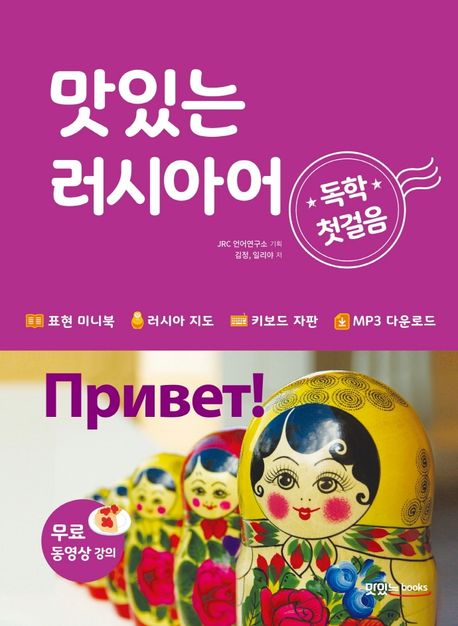 맛있는
러시아어
독학
첫걸음
JRC 언어연구소 기획
김정, 일리야 저
표현 미니북 러시아 지도 키보드 자판 MP3 다운로드
Привет!
무료
동영상 강의
맛있는 books